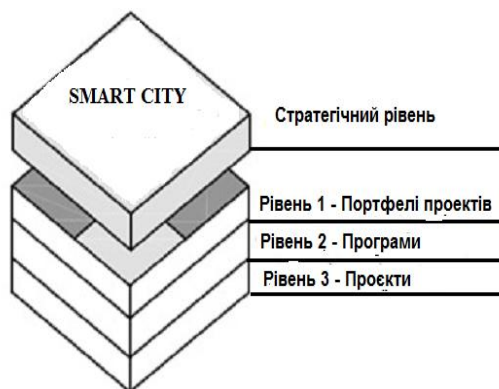 SMART CITY
Стратегічний рівень
Рівень 1 - Портфелі проектів
Рівень 2 - Програми
Рівень 3 - Проєкти